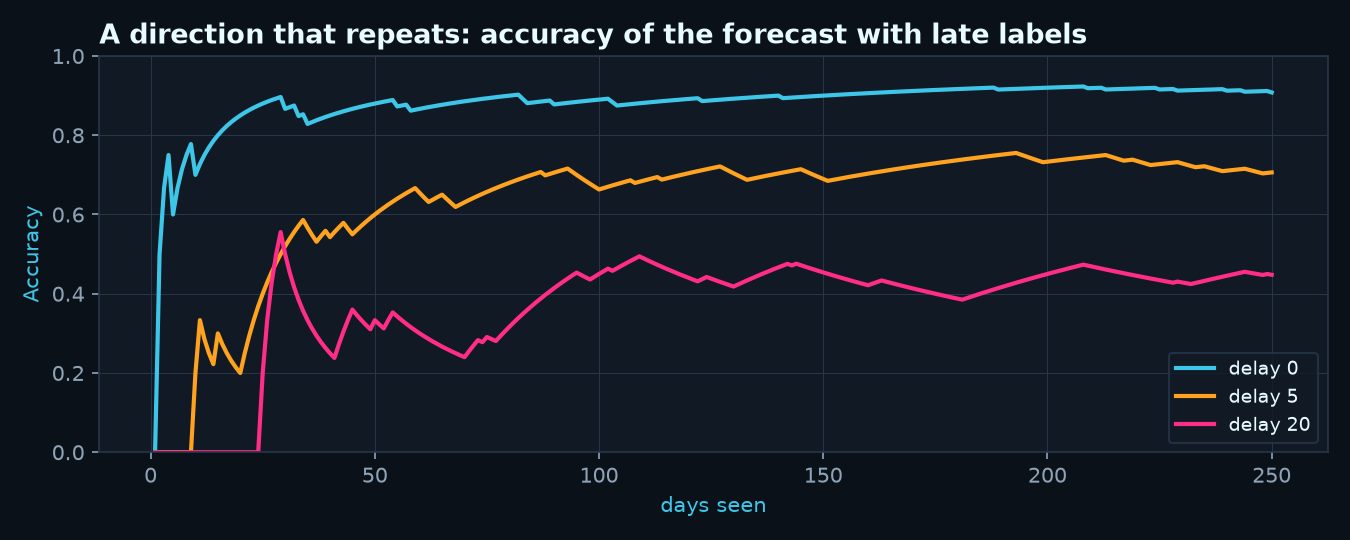 A direction that repeats: accuracy of the forecast with late labels
1.0
0.8
0.6
0.4
0.2
0.0
Accuracy
0 50 100 150 200 250
days seen
delay 0
delay 5
delay 20